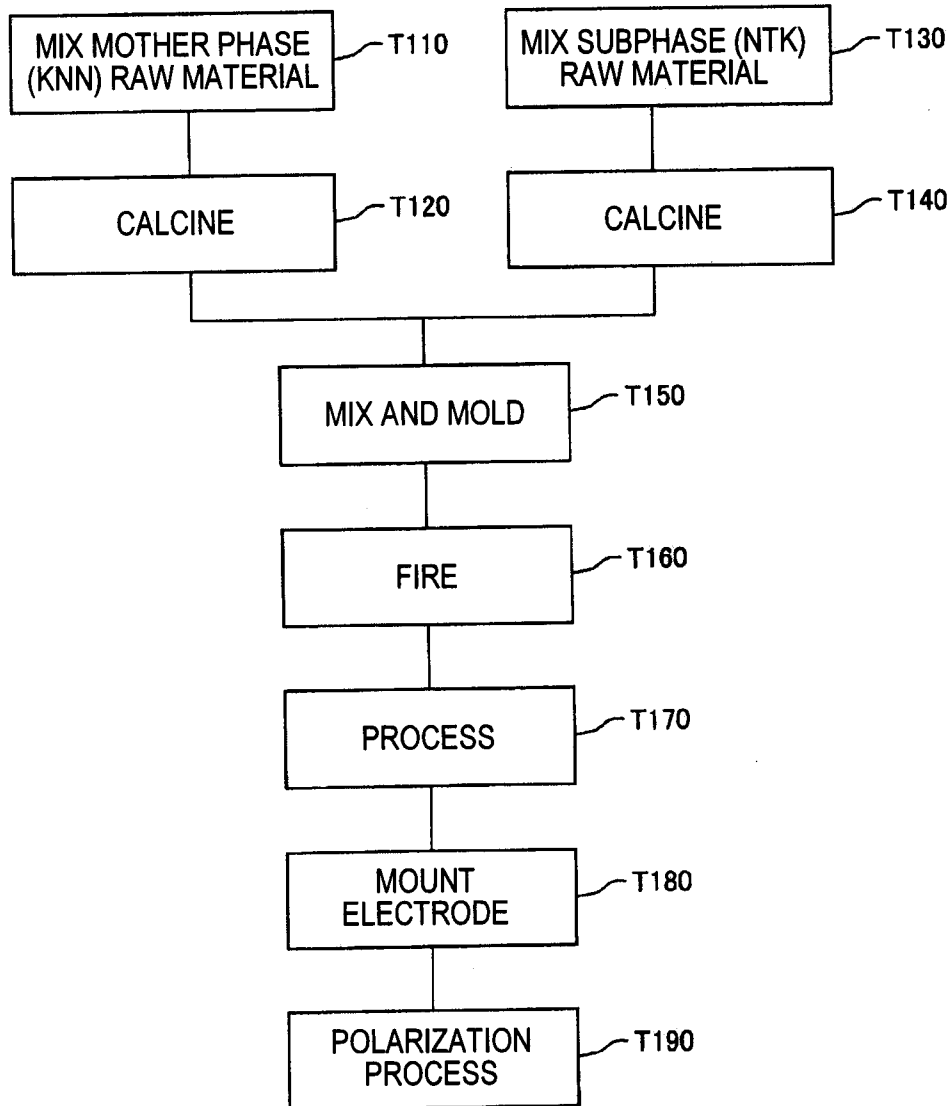 MIX MOTHER PHASE
(KNN) RAW MATERIAL
T110
MIX SUBPHASE (NTK)
RAW MATERIAL
T130
CALCINE
T120
CALCINE
T140
MIX AND MOLD
T150
FIRE
T160
PROCESS
T170
MOUNT
ELECTRODE
T180
POLARIZATION
PROCESS
T190